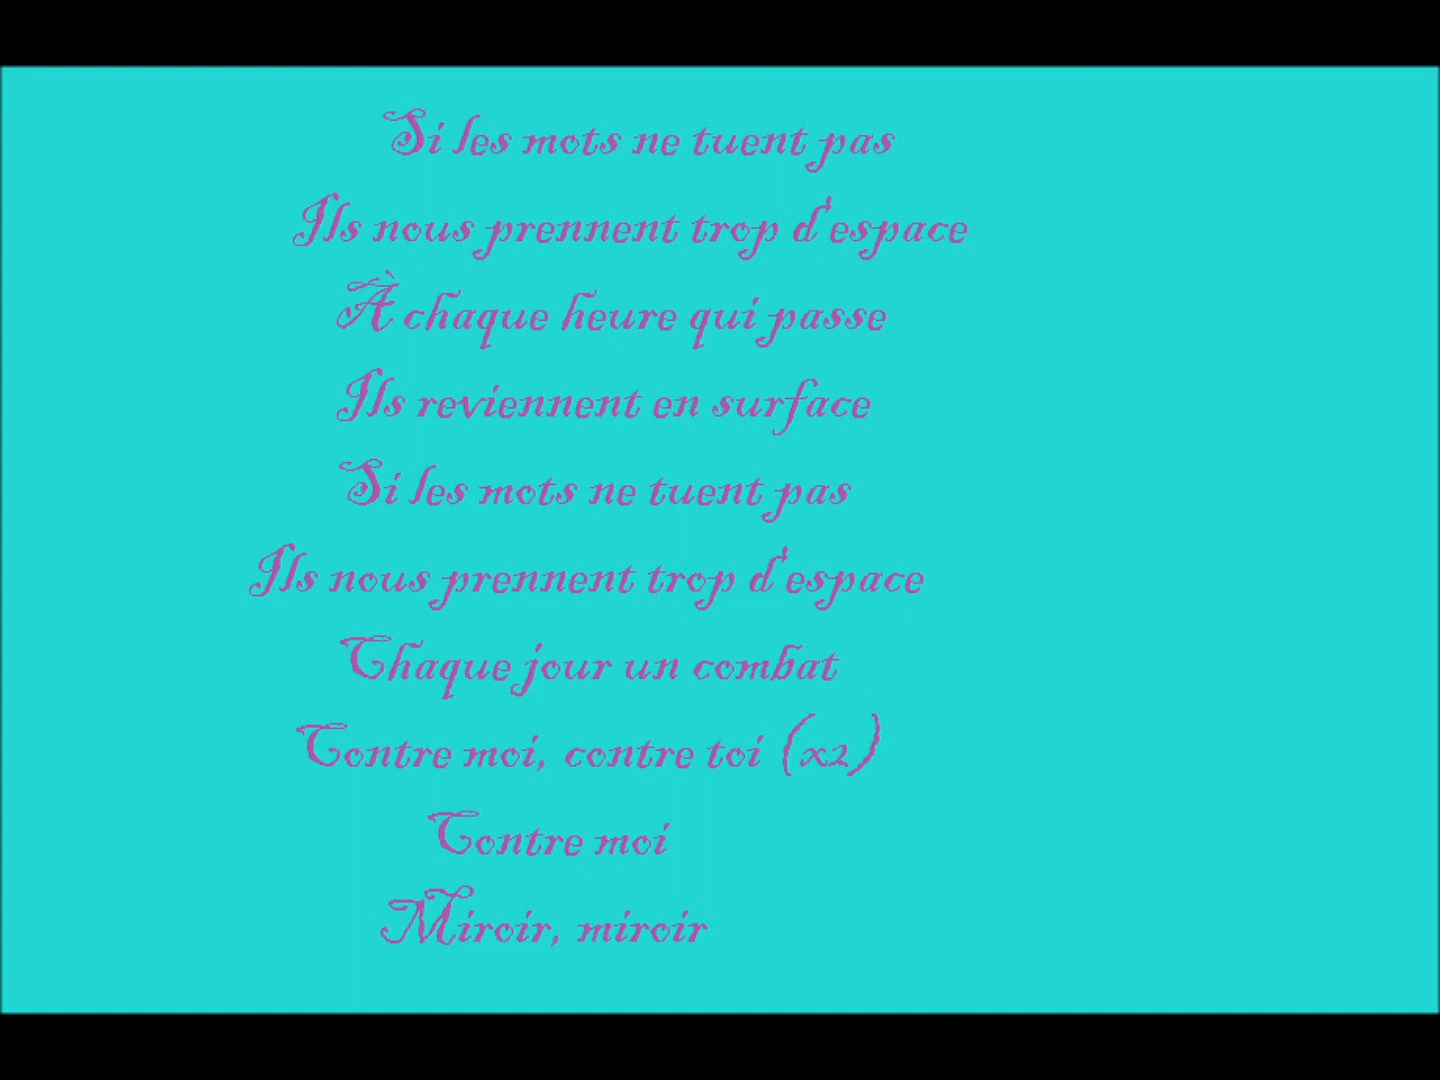 Si les mots ne tuent pas
Ils nous prennent trop d'espace
À chaque heure qui passe
Ils reviennent en surface
Si les mots ne tuent pas
Ils nous prennent trop d'espace
Chaque jour un combat
Contre moi, contre toi (x2)
Contre moi
Miroir, miroir